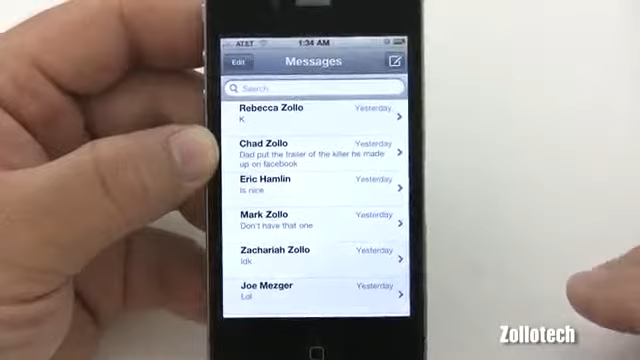 AT&T 1:34 AM
Edit Messages
Search
Rebecca Zollo Yesterday
K
Chad Zollo Yesterday
Dad put the trailer of the killer he made
up on facebook
Eric Hamlin Yesterday
Is nice
Mark Zollo Yesterday
Don't have that one
Zachariah Zollo Yesterday
Idk
Joe Mezger Yesterday
Lol
Zollotech